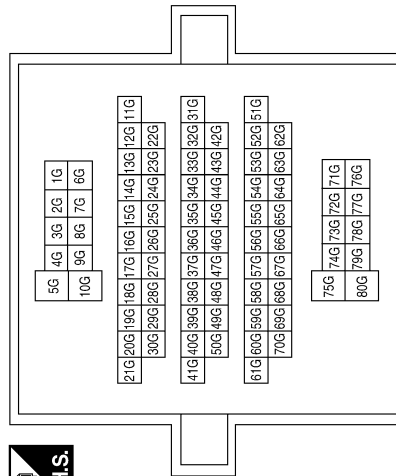 5G 4G 3G 2G 1G
10G 9G 8G 7G 6G
21G 20G 19G 18G 17G 16G 15G 14G 13G 12G 11G
30G 29G 28G 27G 26G 25G 24G 23G 22G
41G 40G 39G 38G 37G 36G 35G 34G 33G 32G 31G
50G 49G 48G 47G 46G 45G 44G 43G 42G
61G 60G 59G 58G 57G 56G 55G 54G 53G 52G 51G
70G 69G 68G 67G 66G 65G 64G 63G 62G
75G 74G 73G 72G 71G
80G 79G 78G 77G 76G
H.S.